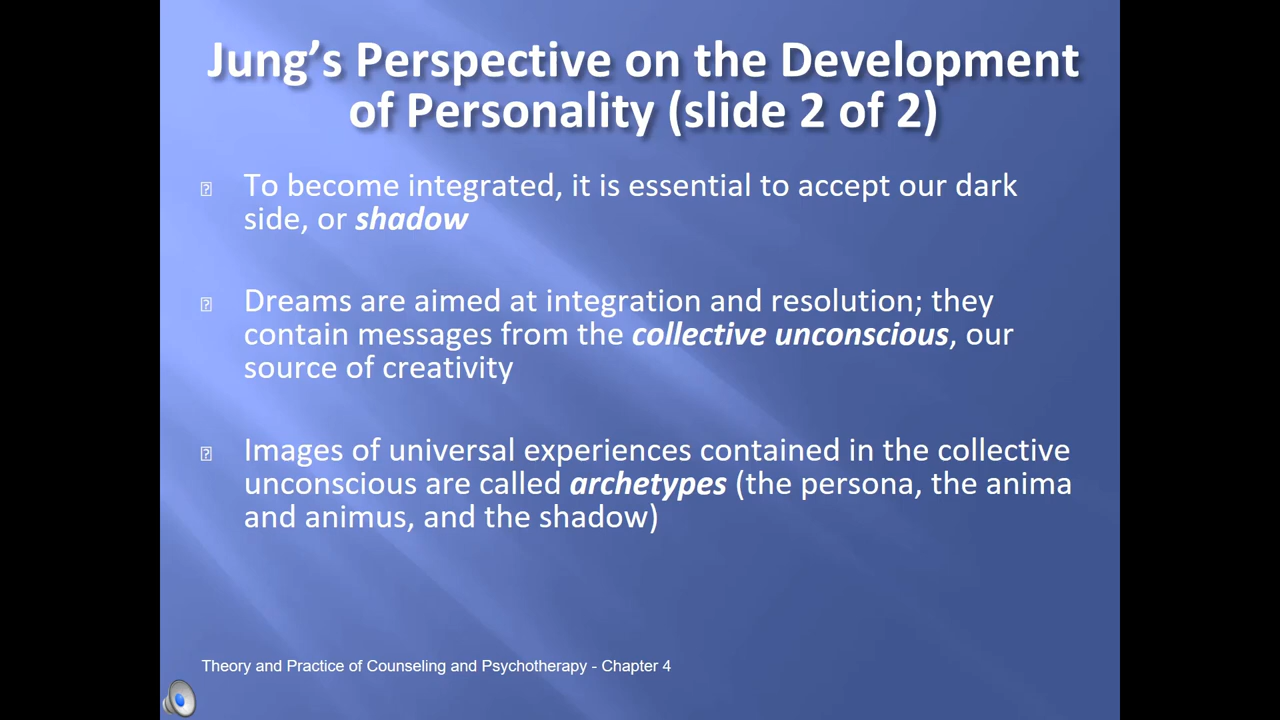 Jung’s Perspective on the Development
of Personality (slide 2 of 2)
To become integrated, it is essential to accept our dark
side, or shadow
Dreams are aimed at integration and resolution; they
contain messages from the collective unconscious, our
source of creativity
Images of universal experiences contained in the collective
unconscious are called archetypes (the persona, the anima
and animus, and the shadow)
Theory and Practice of Counseling and Psychotherapy - Chapter 4